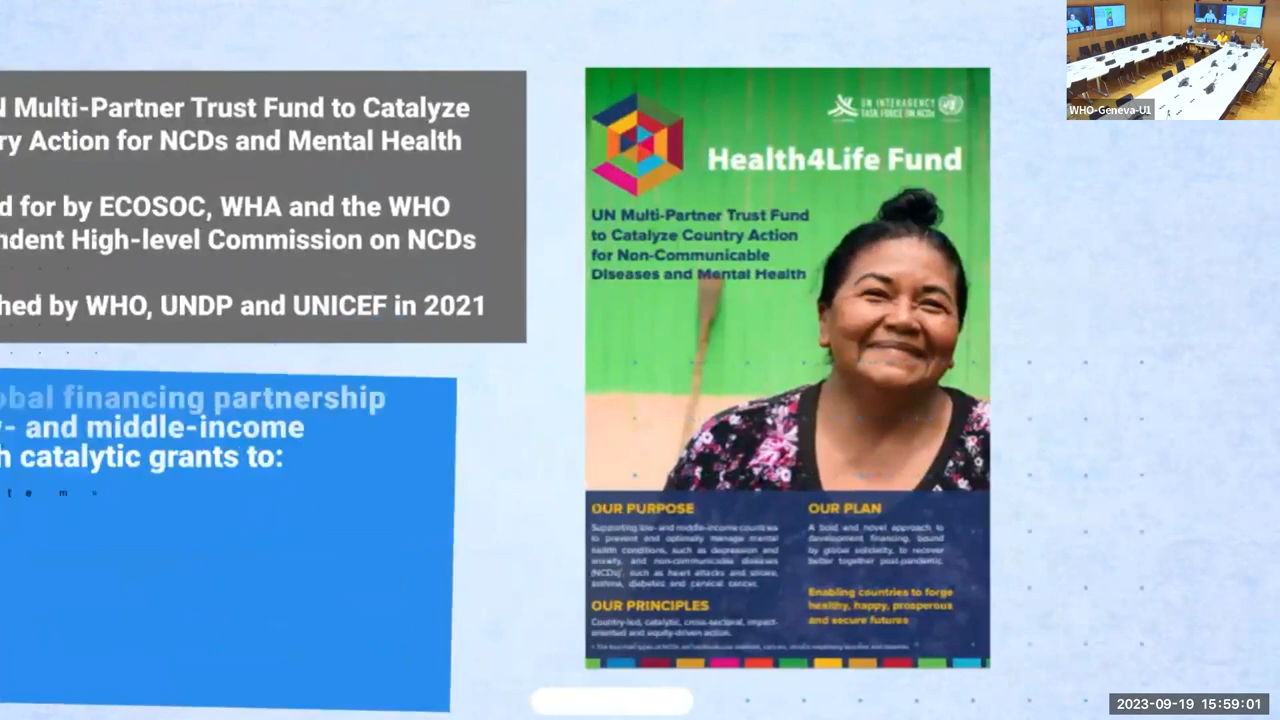 N Multi-Partner Trust Fund to Catalyze
ry Action for NCDs and Mental Health
d for by ECOSOC, WHA and the WHO
ndent High-level Commission on NCDs
hed by WHO, UNDP and UNICEF in 2021
obal financing partnership
- and middle-income
h catalytic grants to:
t e m
UN INTERAGENCY
TASK FORCE ON NCDs
Health4Life Fund
UN Multi-Partner Trust Fund
to Catalyze Country Action
for Non-Communicable
Diseases and Mental Health
OUR PURPOSE
Supporting low- and middle-income countries
to prevent and optimally manage mental
health conditions, such as depression and
anxiety, and non-communicable diseases
(NCDs)*, such as heart attacks and stroke,
asthma, diabetes and cervical cancer.
OUR PRINCIPLES
Country-led, catalytic, cross-sectoral, impact-
oriented and equity-driven action.
OUR PLAN
A bold and novel approach to
development financing, bound
by global solidarity, to recover
better together post-pandemic.
Enabling countries to forge
healthy, happy, prosperous
and secure futures
WHO-Geneva-U1
2023-09-19 15:59:01